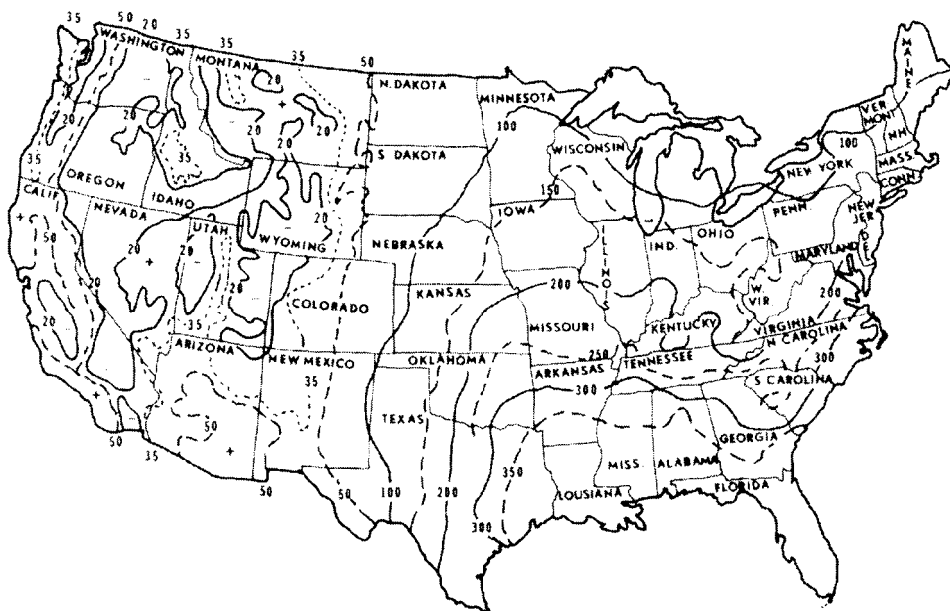 35 50 20
35
35
35
50
WASHINGTON
MONTANA
N. DAKOTA
MINNESOTA
MAINE
20
20
20
20
100
VER
MONT
N.H.
100
MASS.
CONN.
35
20
35
S. DAKOTA
WISCONSIN
NEW YORK
OREGON
IDAHO
20
20
150
IOWA
PENN.
NEW
JER
CALIF.
NEVADA
UTAH
WYOMING
NEBRASKA
ILLINOIS
IND.
OHIO
MARYLAND
DE
50
20
20
20
20
COLORADO
KANSAS
200
W.
VIR
200
20
35
MISSOURI
KENTUCKY
VIRGINIA
N CAROLINA
ARIZONA
NEW MEXICO
OKLAHOMA
250
ARKANSAS
TENNESSEE
300
35
300
S CAROLINA
50
TEXAS
GEORGIA
50
35
350
MISS.
ALABAMA
50
50
100
200
300
LOUSIANA
FLORIDA